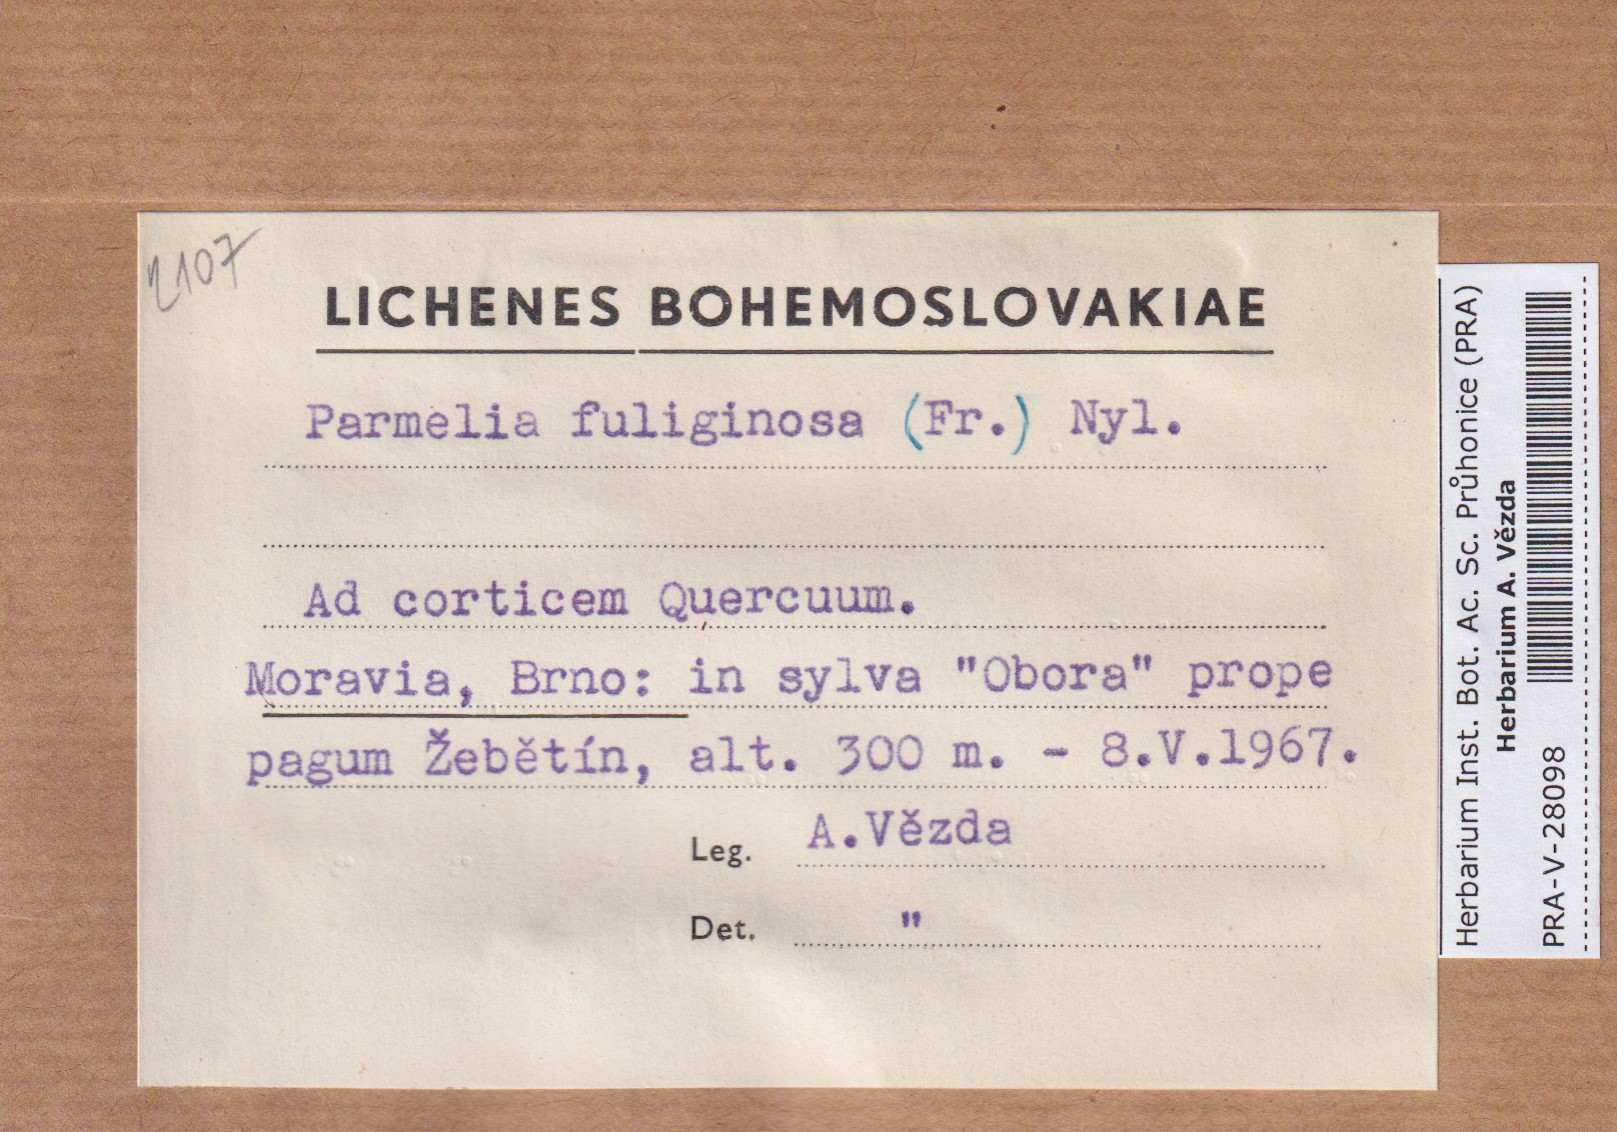 2107
LICHENES BOHEMOSLOVAKIAE
Parmelia fuliginosa (Fr.) Nyl.
Ad corticem Quercuum.
Moravia, Brno: in sylva "Obora" prope
pagum Žebětín, alt. 300 m. - 8.V.1967.
Leg. A.Vězda
Det. "
Herbarium Inst. Bot. Ac. Sc. Průhonice (PRA)
Herbarium A. Vězda
PRA-V-28098